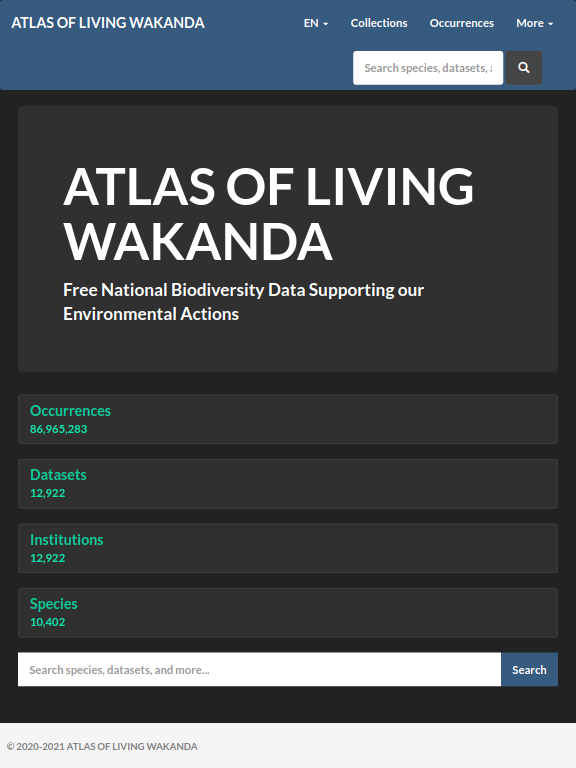 ATLAS OF LIVING WAKANDA
EN
Collections
Occurrences
More
Search species, datasets, a
ATLAS OF LIVING
WAKANDA
Free National Biodiversity Data Supporting our
Environmental Actions
Occurrences
86,965,283
Datasets
12,922
Institutions
12,922
Species
10,402
Search species, datasets, and more...
Search
© 2020-2021 ATLAS OF LIVING WAKANDA